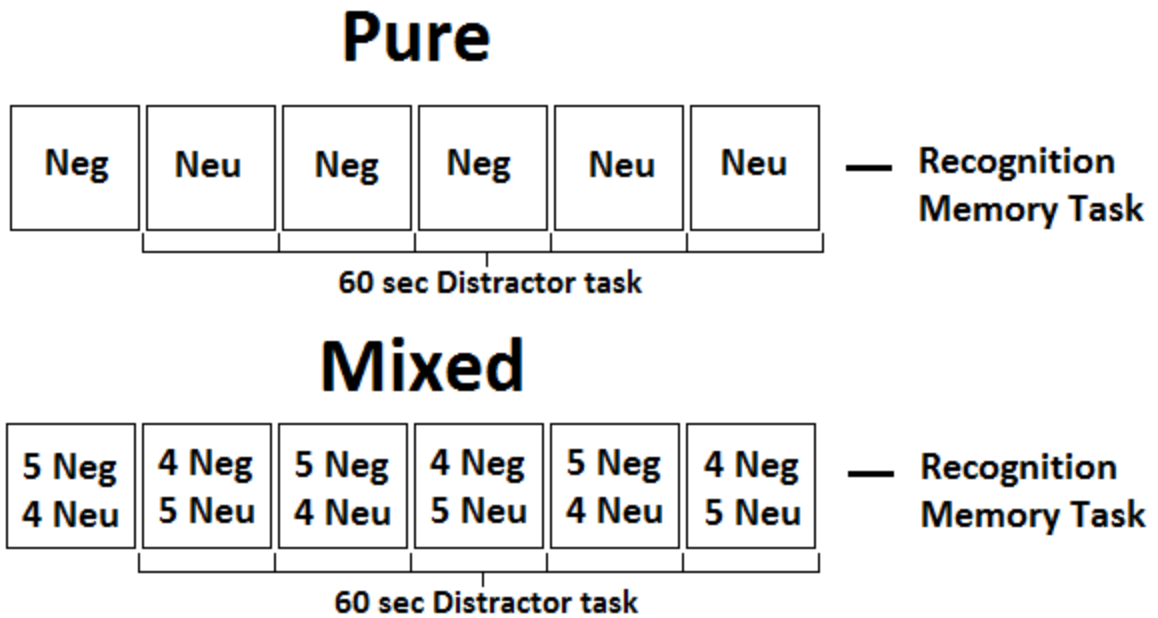 Pure
Neg Neu Neg Neg Neu Neu
Recognition
Memory Task
60 sec Distractor task
Mixed
5 Neg 4 Neg 5 Neg 4 Neg 5 Neg 4 Neg
4 Neu 5 Neu 4 Neu 5 Neu 4 Neu 5 Neu
Recognition
Memory Task
60 sec Distractor task